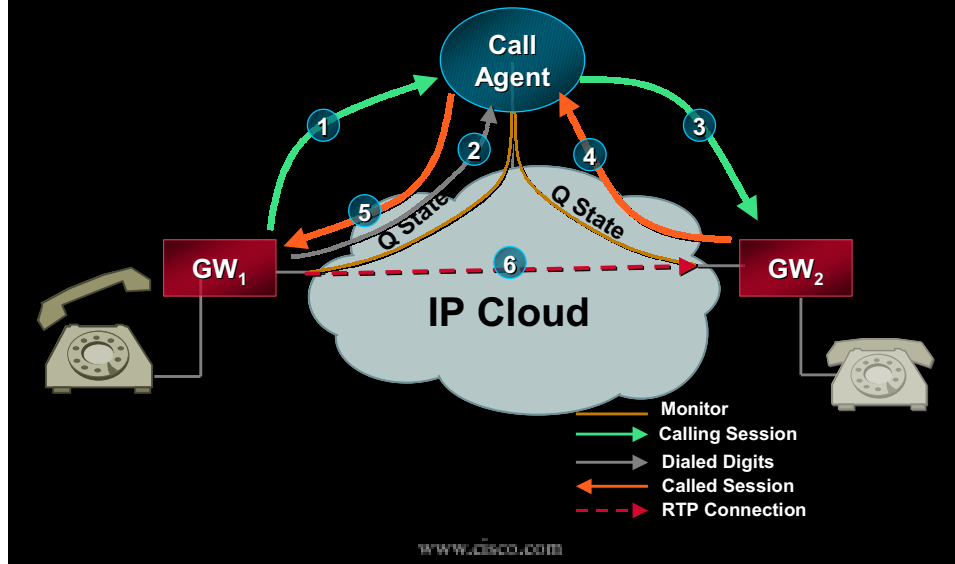 Call
Agent
1
2
3
4
5
Q State
Q State
GW1
6
GW2
IP Cloud
Monitor
Calling Session
Dialed Digits
Called Session
RTP Connection
www.cisco.com